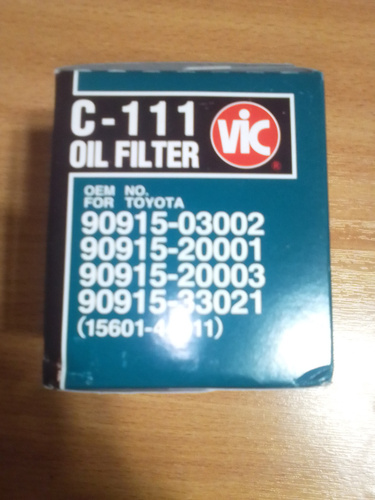 C-111
OIL FILTER
VIC
®
OEM NO.
FOR TOYOTA
90915-03002
90915-20001
90915-20003
90915-33021